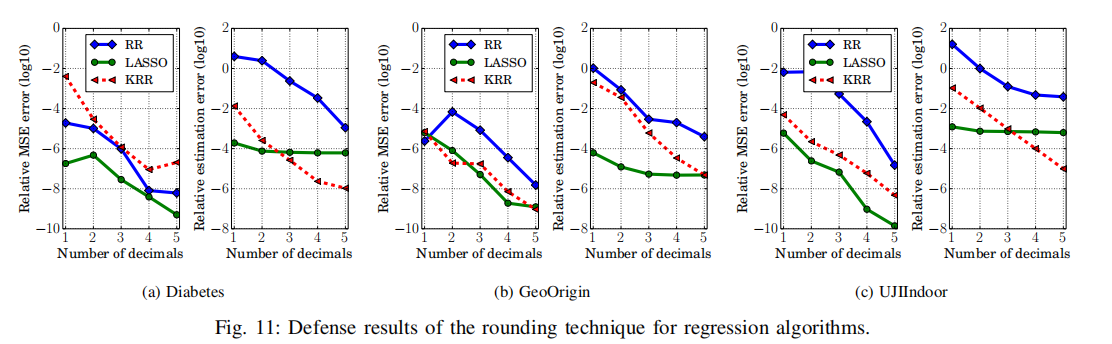 Relative MSE error (log10)
0
−2
−4
−6
−8
−10
1 2 3 4 5
Number of decimals
RR
LASSO
KRR
Relative estimation error (log10)
2
0
−2
−4
−6
−8
1 2 3 4 5
Number of decimals
(a) Diabetes
Relative MSE error (log10)
0
−2
−4
−6
−8
−10
1 2 3 4 5
Number of decimals
RR
LASSO
KRR
Relative estimation error (log10)
2
0
−2
−4
−6
−8
1 2 3 4 5
Number of decimals
(b) GeoOrigin
Relative MSE error (log10)
0
−2
−4
−6
−8
−10
1 2 3 4 5
Number of decimals
RR
LASSO
KRR
Relative estimation error (log10)
2
0
−2
−4
−6
−8
1 2 3 4 5
Number of decimals
(c) UJIIndoor
Fig. 11: Defense results of the rounding technique for regression algorithms.